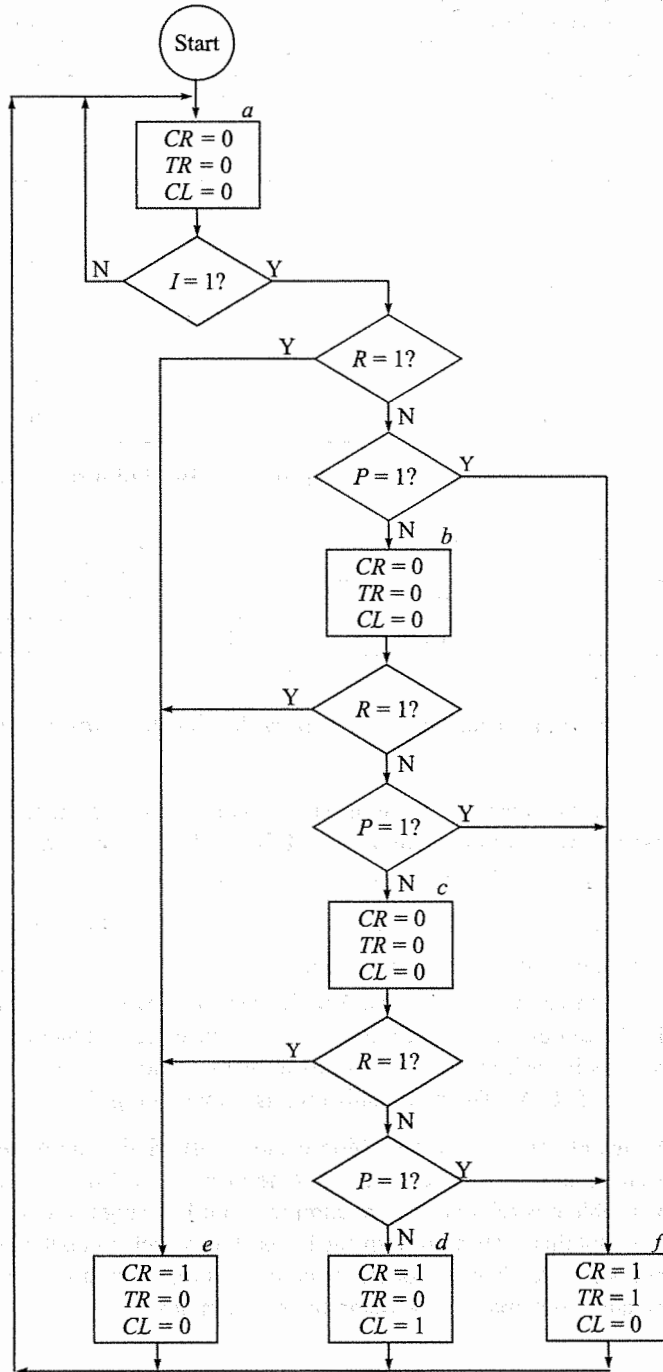 Start
a
CR = 0
TR = 0
CL = 0
N
I = 1?
Y
Y
R = 1?
N
P = 1?
Y
N
b
CR = 0
TR = 0
CL = 0
Y
R = 1?
N
P = 1?
Y
N
c
CR = 0
TR = 0
CL = 0
Y
R = 1?
N
P = 1?
Y
N
e
CR = 1
TR = 0
CL = 0
d
CR = 1
TR = 0
CL = 1
f
CR = 1
TR = 1
CL = 0